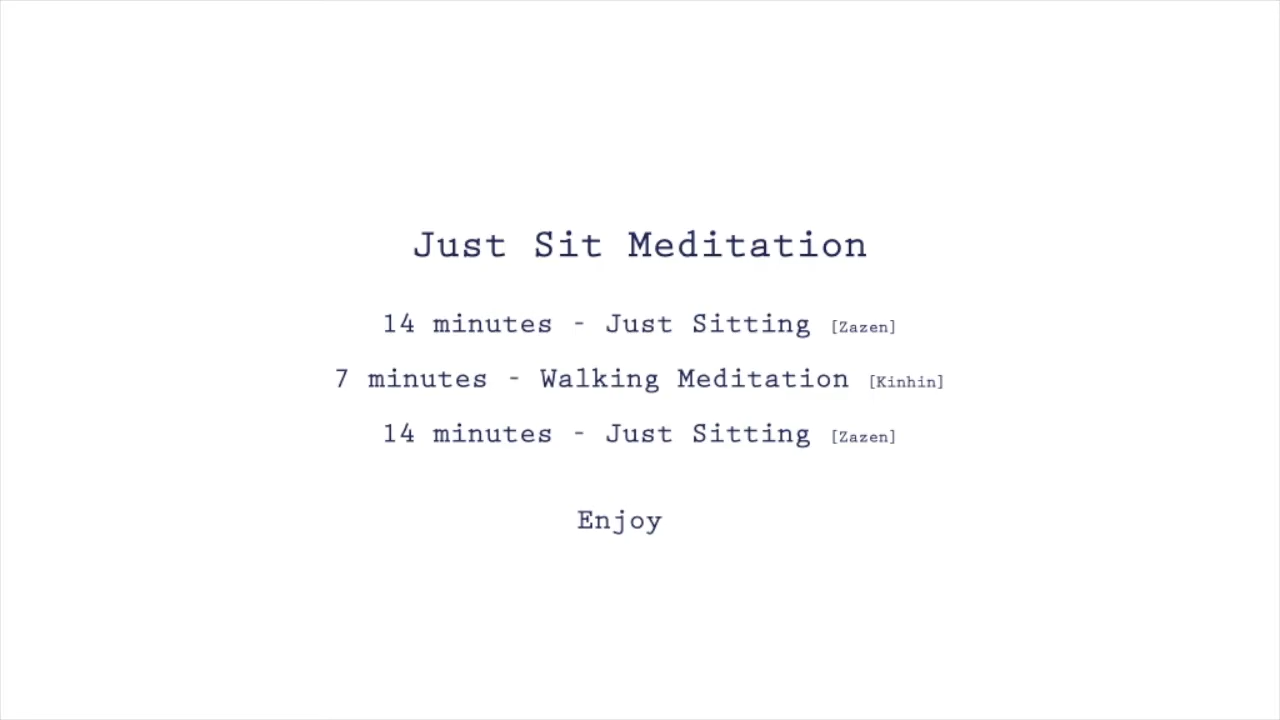 Just Sit Meditation
14 minutes - Just Sitting [Zazen]
7 minutes - Walking Meditation [Kinhin]
14 minutes - Just Sitting [Zazen]
Enjoy